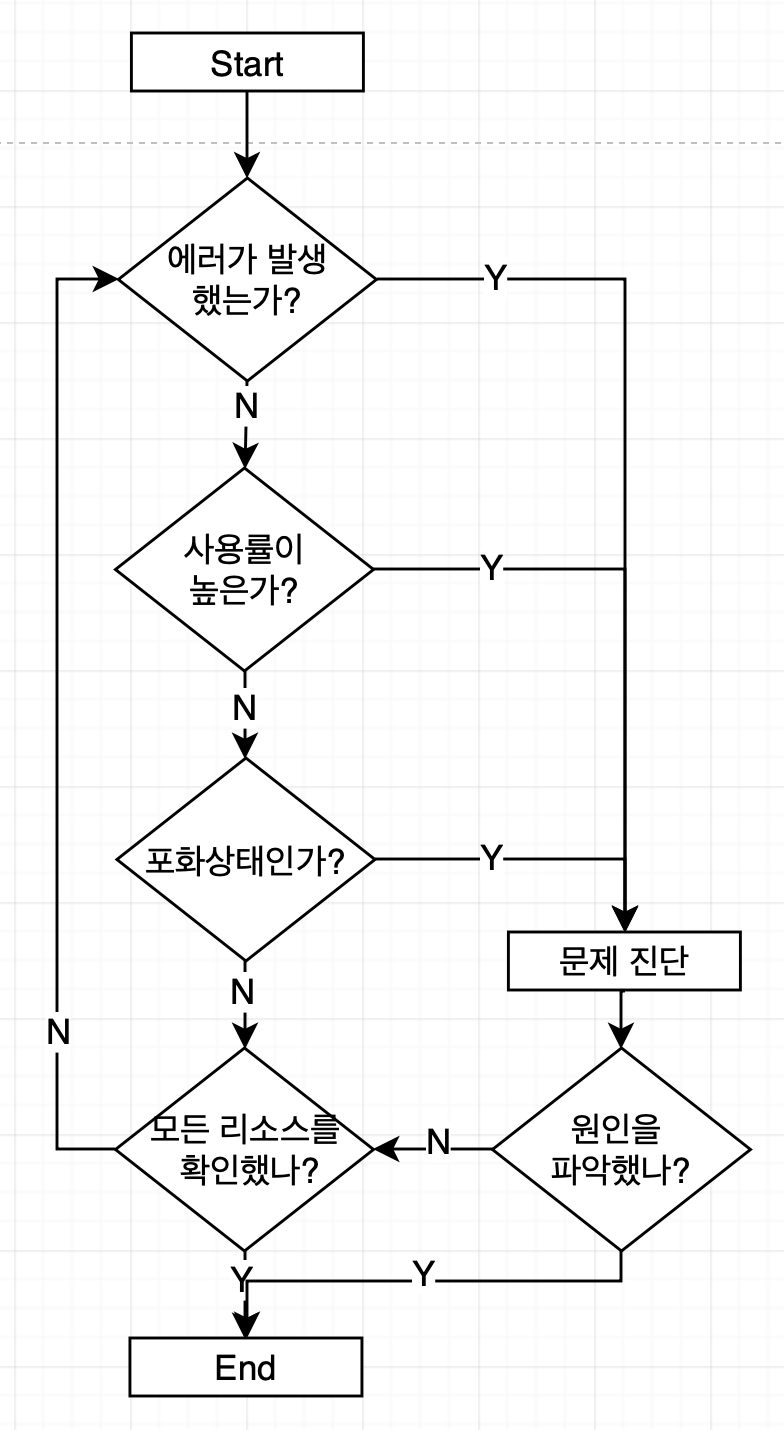 Start
에러가 발생
했는가?
Y
N
사용률이
높은가?
Y
N
포화상태인가?
Y
문제 진단
N
N
모든 리소스를
확인했나?
N
원인을
파악했나?
Y
Y
End